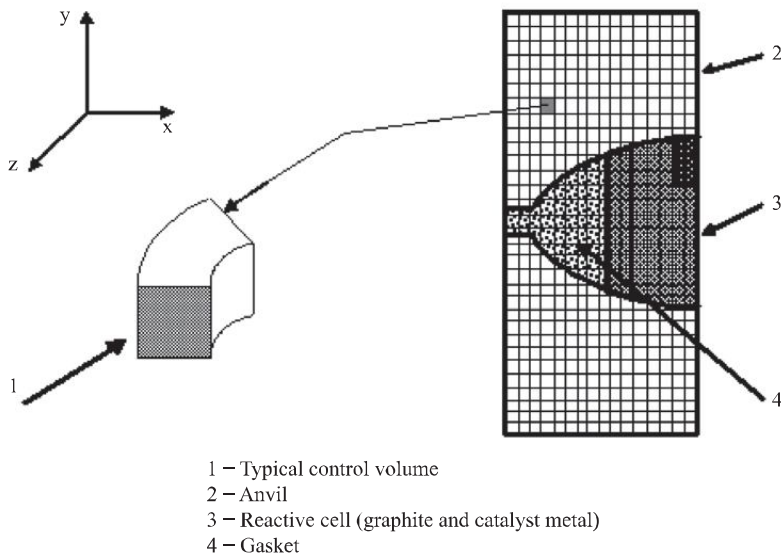 y
x
z
1
2
3
4
1 – Typical control volume
2 – Anvil
3 – Reactive cell (graphite and catalyst metal)
4 – Gasket